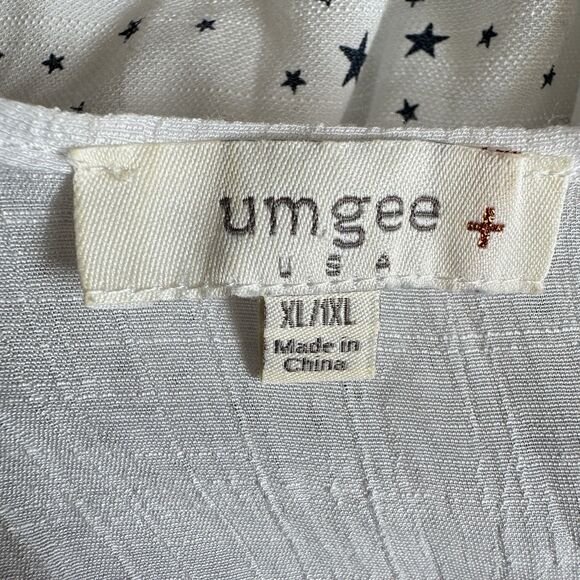 umgee +
USA
XL/1XL
Made in
China